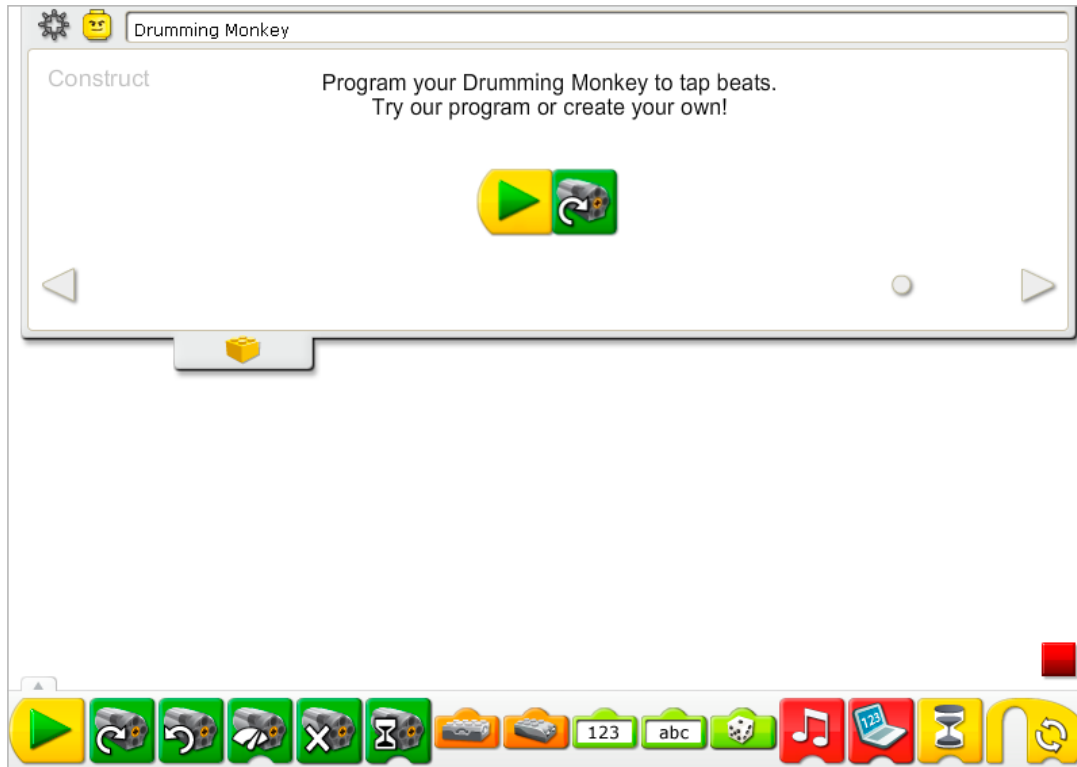 Drumming Monkey
Construct
Program your Drumming Monkey to tap beats.
Try our program or create your own!
123 abc 123